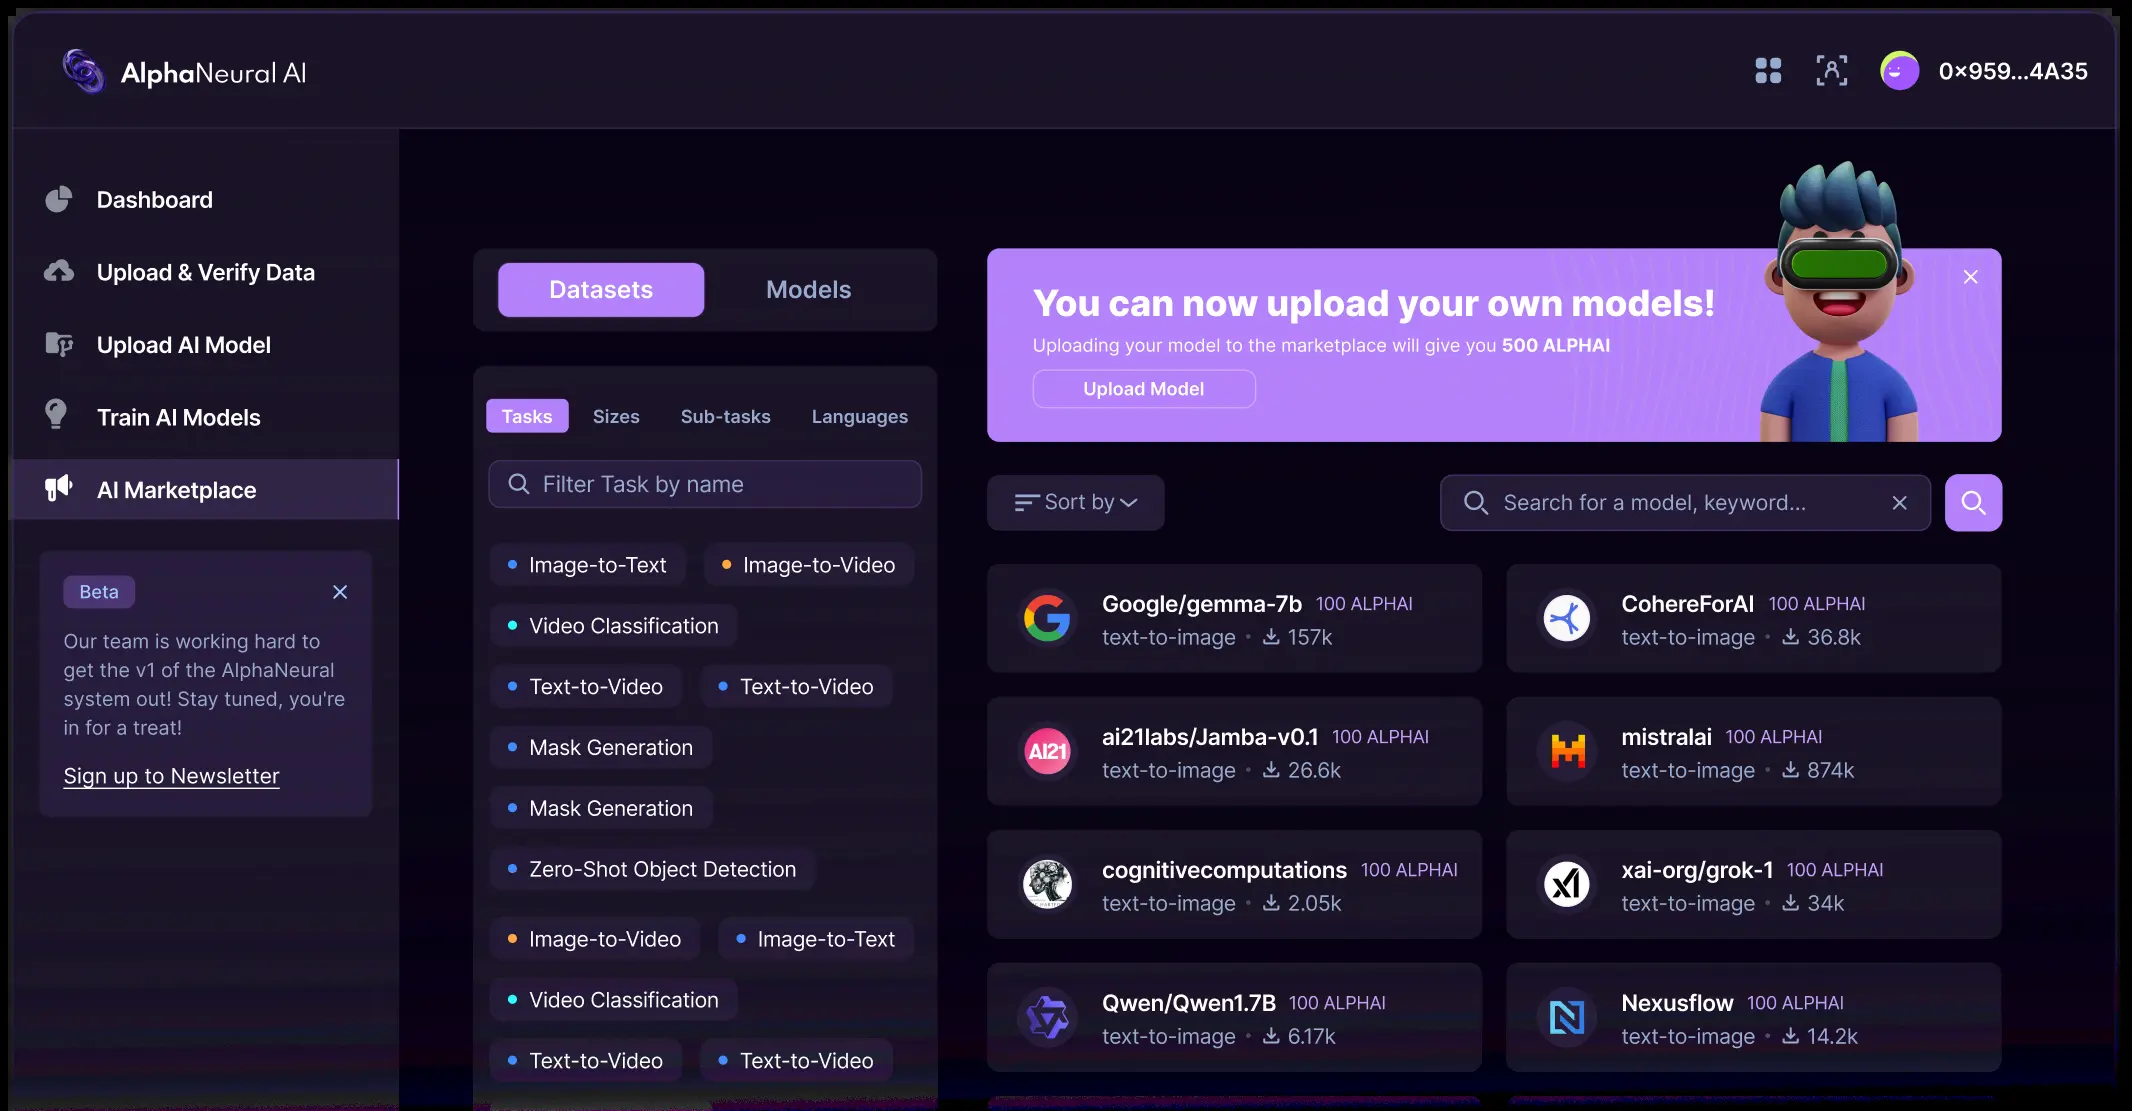 AlphaNeural AI
0×959...4A35
Dashboard
Upload & Verify Data
Upload AI Model
Train AI Models
AI Marketplace
Beta
Our team is working hard to
get the v1 of the AlphaNeural
system out! Stay tuned, you're
in for a treat!
Sign up to Newsletter
Datasets Models
Tasks Sizes Sub-tasks Languages
Filter Task by name
Image-to-Text Image-to-Video
Video Classification
Text-to-Video Text-to-Video
Mask Generation
Mask Generation
Zero-Shot Object Detection
Image-to-Video Image-to-Text
Video Classification
Text-to-Video Text-to-Video
You can now upload your own models!
Uploading your model to the marketplace will give you 500 ALPHAI
Upload Model
Sort by
Search for a model, keyword...
Google/gemma-7b 100 ALPHAI
text-to-image • 157k
CohereForAI 100 ALPHAI
text-to-image • 36.8k
AI21
ai21labs/Jamba-v0.1 100 ALPHAI
text-to-image • 26.6k
mistralai 100 ALPHAI
text-to-image • 874k
cognitivecomputations 100 ALPHAI
text-to-image • 2.05k
xai-org/grok-1 100 ALPHAI
text-to-image • 34k
Qwen/Qwen1.7B 100 ALPHAI
text-to-image • 6.17k
Nexusflow 100 ALPHAI
text-to-image • 14.2k